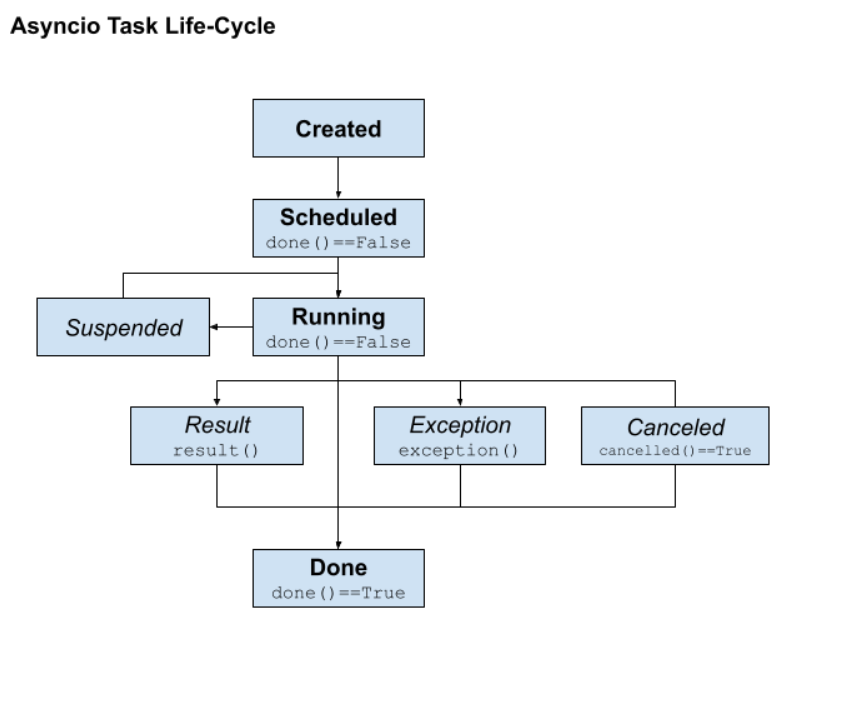 Asyncio Task Life-Cycle
Created
Scheduled
done()==False
Suspended
Running
done()==False
Result
result()
Exception
exception()
Canceled
cancelled()==True
Done
done()==True